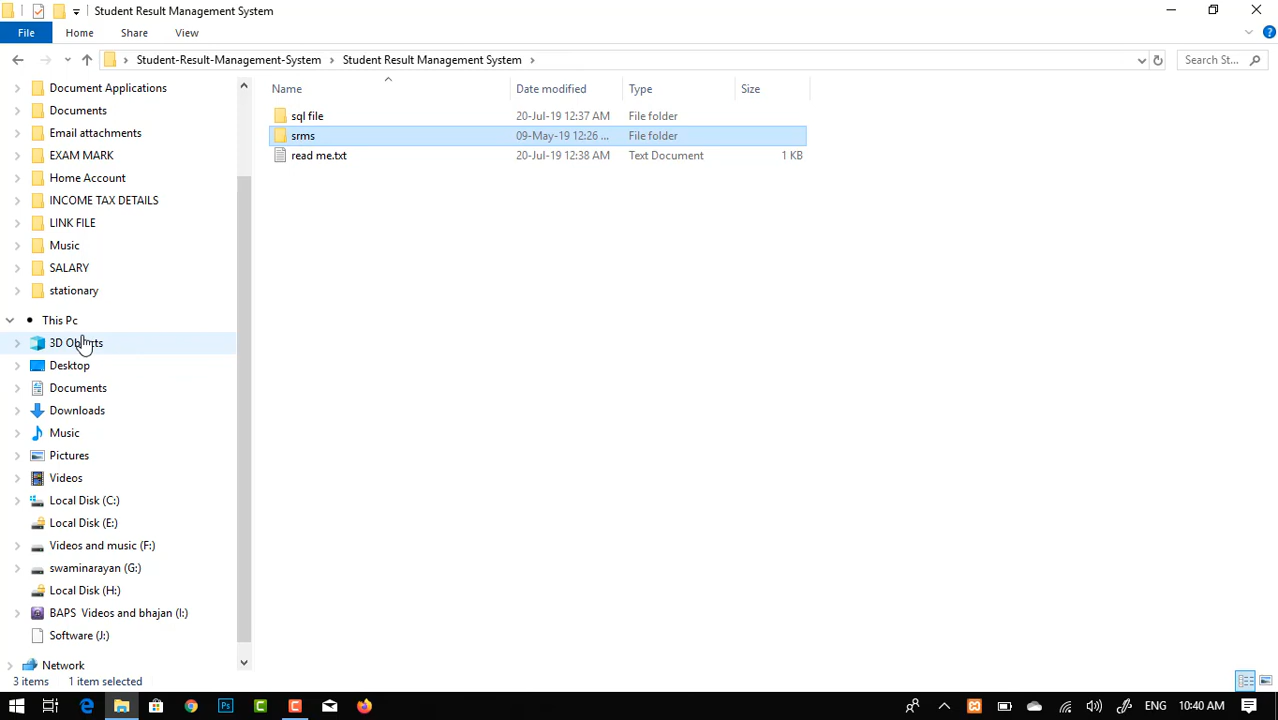 Student Result Management System
File
Home
Share
View
Student-Result-Management-System
Student Result Management System
Search St...
Document Applications
Documents
Email attachments
EXAM MARK
Home Account
INCOME TAX DETAILS
LINK FILE
Music
SALARY
stationary
This Pc
3D Objects
Desktop
Documents
Downloads
Music
Pictures
Videos
Local Disk (C:)
Local Disk (E:)
Videos and music (F:)
swaminarayan (G:)
Local Disk (H:)
BAPS Videos and bhajan (I:)
Software (J:)
Network
Name Date modified Type Size
sql file 20-Jul-19 12:37 AM File folder
srms 09-May-19 12:26 ... File folder
read me.txt 20-Jul-19 12:38 AM Text Document 1 KB
3 items 1 item selected
ENG 10:40 AM